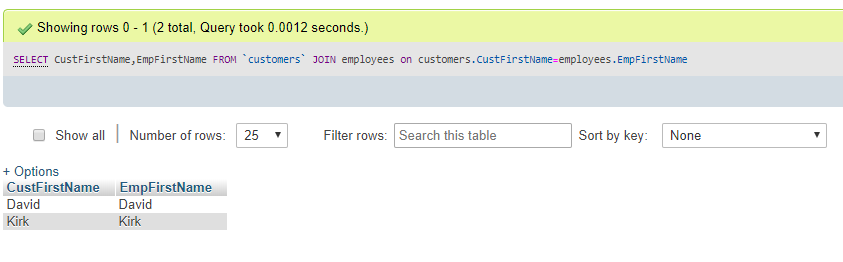 Showing rows 0 - 1 (2 total, Query took 0.0012 seconds.)
SELECT CustFirstName,EmpFirstName FROM `customers` JOIN employees on customers.CustFirstName=employees.EmpFirstName
Show all | Number of rows: 25 Filter rows: Search this table Sort by key: None
+ Options
CustFirstName EmpFirstName
David David
Kirk Kirk